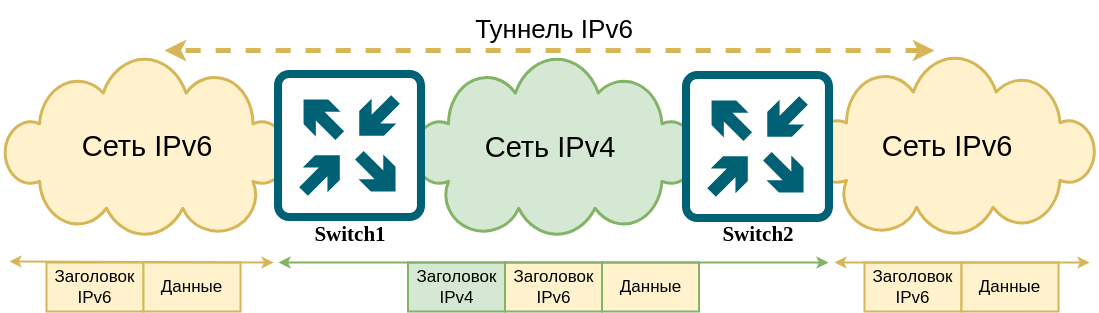 Туннель IPv6
Сеть IPv6
Сеть IPv4
Сеть IPv6
Switch1
Switch2
Заголовок
IPv6
Данные
Заголовок
IPv4
Заголовок
IPv6
Данные
Заголовок
IPv6
Данные